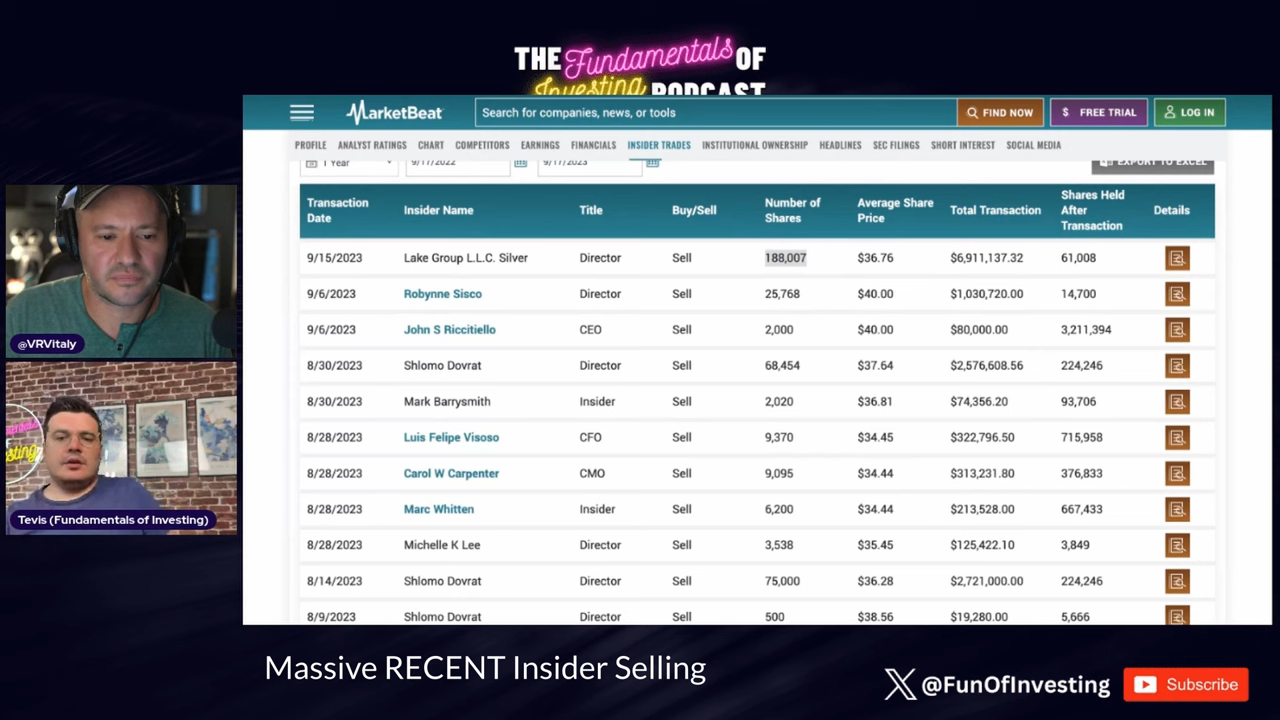 THE Fundamentals OF
Investing PODCAST
MarketBeat
Search for companies, news, or tools
FIND NOW
$ FREE TRIAL
LOG IN
PROFILE ANALYST RATINGS CHART COMPETITORS EARNINGS FINANCIALS INSIDER TRADES INSTITUTIONAL OWNERSHIP HEADLINES SEC FILINGS SHORT INTEREST SOCIAL MEDIA
1 Year 9/17/2022 9/17/2023 EXPORT TO EXCEL
Transaction Date Insider Name Title Buy/Sell Number of Shares Average Share Price Total Transaction Shares Held After Transaction Details
9/15/2023 Lake Group L.L.C. Silver Director Sell 188,007 $36.76 $6,911,137.32 61,008
9/6/2023 Robynne Sisco Director Sell 25,768 $40.00 $1,030,720.00 14,700
9/6/2023 John S Riccitiello CEO Sell 2,000 $40.00 $80,000.00 3,211,394
8/30/2023 Shlomo Dovrat Director Sell 68,454 $37.64 $2,576,608.56 224,246
8/30/2023 Mark Barrysmith Insider Sell 2,020 $36.81 $74,356.20 93,706
8/28/2023 Luis Felipe Visoso CFO Sell 9,370 $34.45 $322,796.50 715,958
8/28/2023 Carol W Carpenter CMO Sell 9,095 $34.44 $313,231.80 376,833
8/28/2023 Marc Whitten Insider Sell 6,200 $34.44 $213,528.00 667,433
8/28/2023 Michelle K Lee Director Sell 3,538 $35.45 $125,422.10 3,849
8/14/2023 Shlomo Dovrat Director Sell 75,000 $36.28 $2,721,000.00 224,246
8/9/2023 Shlomo Dovrat Director Sell 500 $38.56 $19,280.00 5,666
@VRVitaly
Tevis (Fundamentals of Investing)
Massive RECENT Insider Selling
@FunOfInvesting
Subscribe